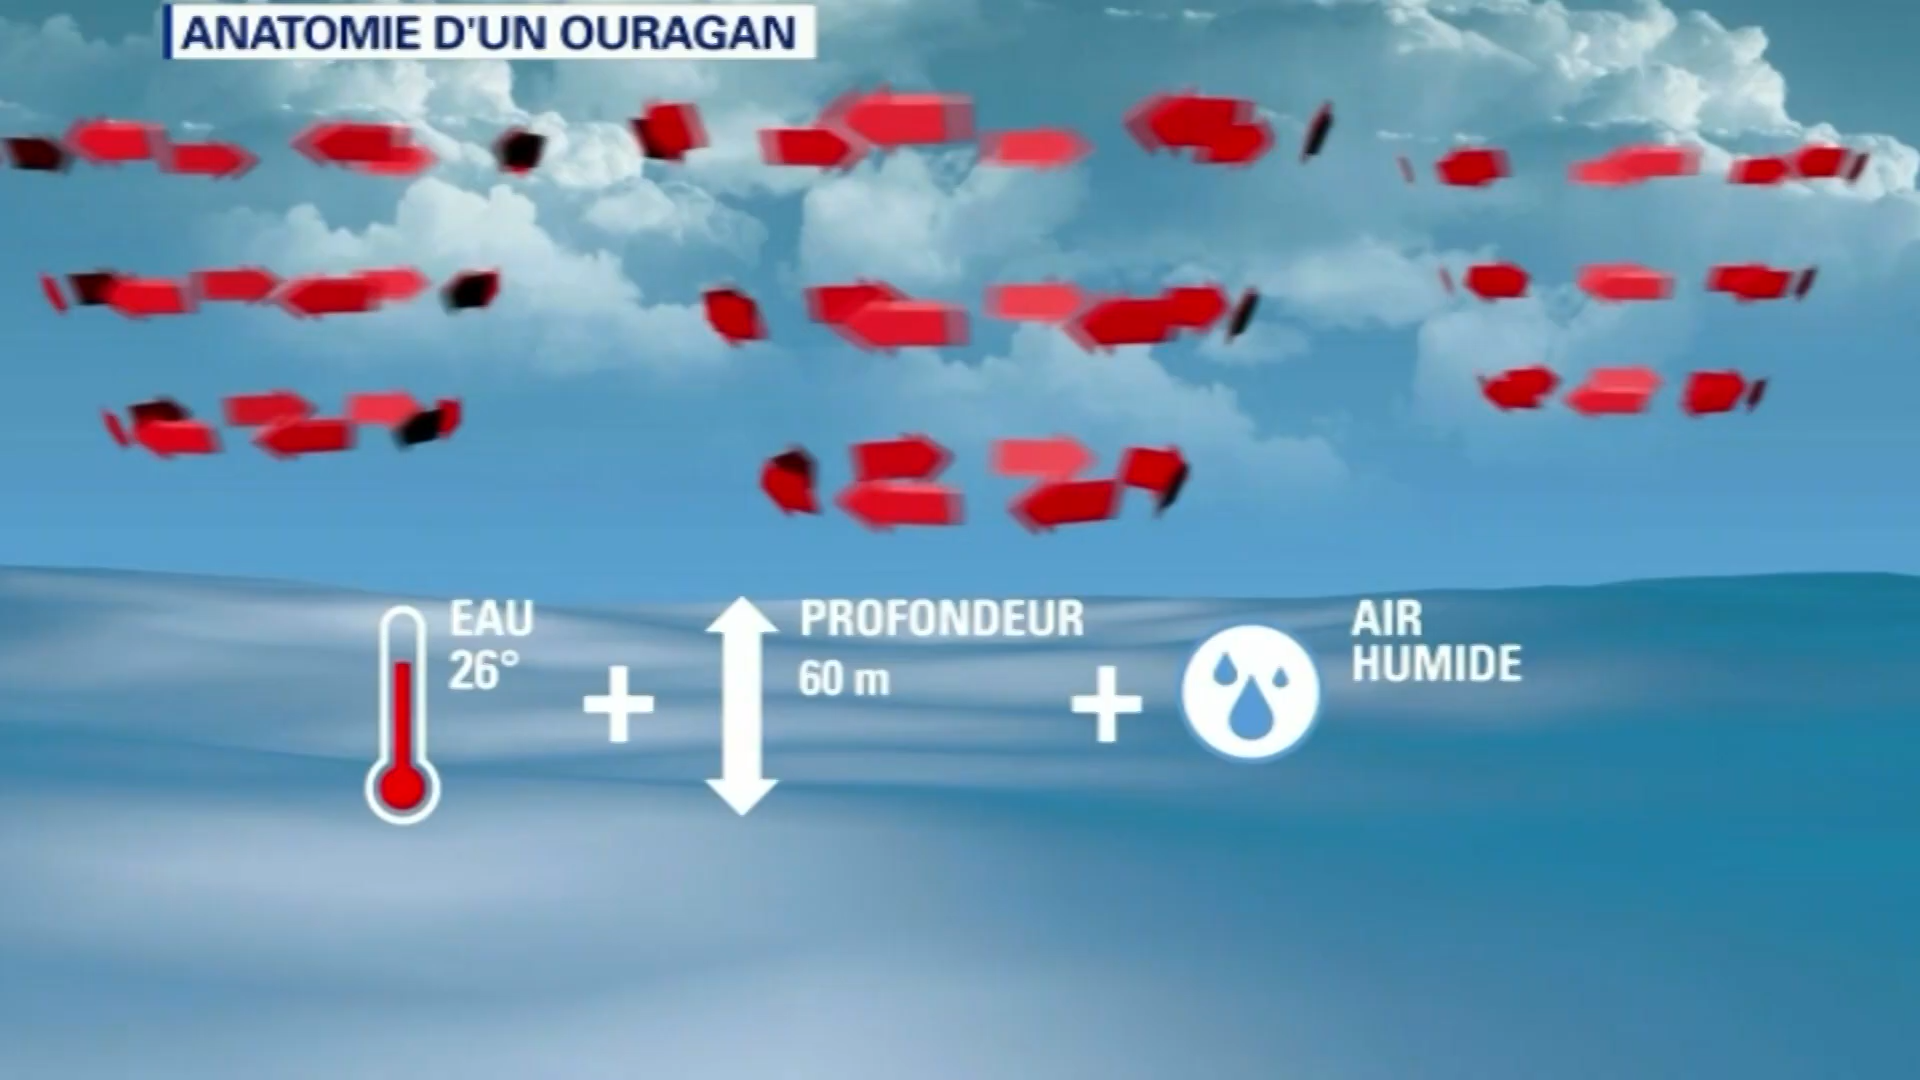 ANATOMIE D'UN OURAGAN
EAU
26°
+
PROFONDEUR
60 m
+
AIR
HUMIDE